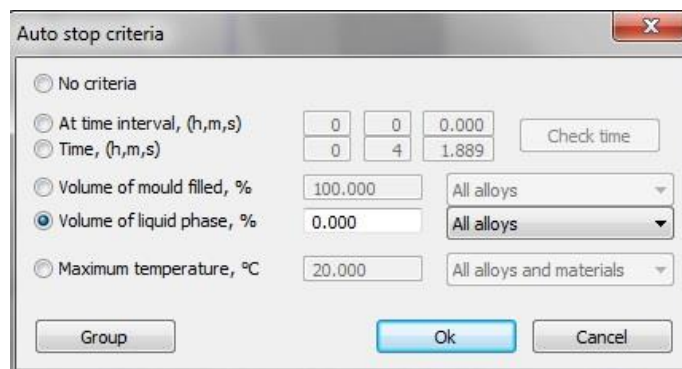 Auto stop criteria
No criteria
At time interval, (h,m,s) 0 0 0.000 Check time
Time, (h,m,s) 0 4 1.889
Volume of mould filled, % 100.000 All alloys
Volume of liquid phase, % 0.000 All alloys
Maximum temperature, ºC 20.000 All alloys and materials
Group Ok Cancel